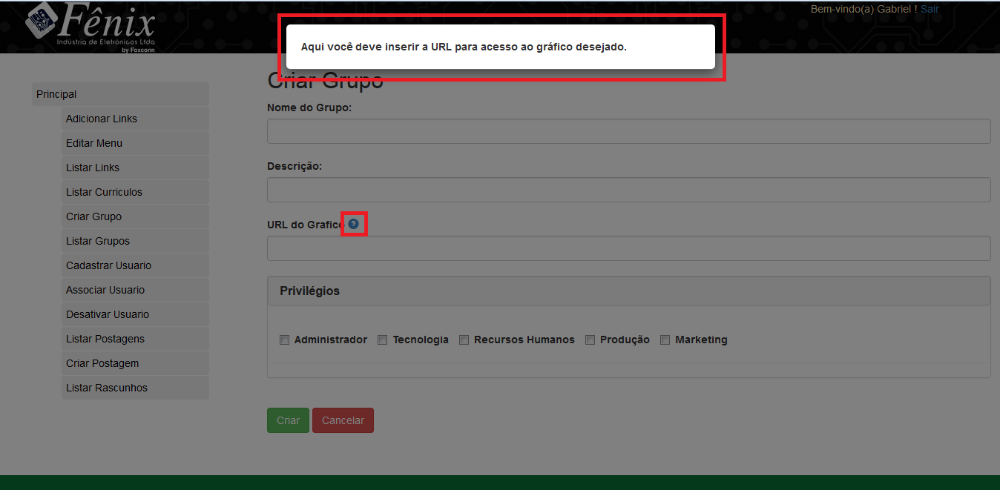 Fênix
Indústria de Eletrônicos Ltda
by Foxconn
Bem-vindo(a) Gabriel ! Sair
Aqui você deve inserir a URL para acesso ao gráfico desejado.
Principal
Adicionar Links
Editar Menu
Listar Links
Listar Curriculos
Criar Grupo
Listar Grupos
Cadastrar Usuario
Associar Usuario
Desativar Usuario
Listar Postagens
Criar Postagem
Listar Rascunhos
Criar Grupo
Nome do Grupo:
Descrição:
URL do Grafico ?
Privilégios
Administrador Tecnologia Recursos Humanos Produção Marketing
Criar Cancelar